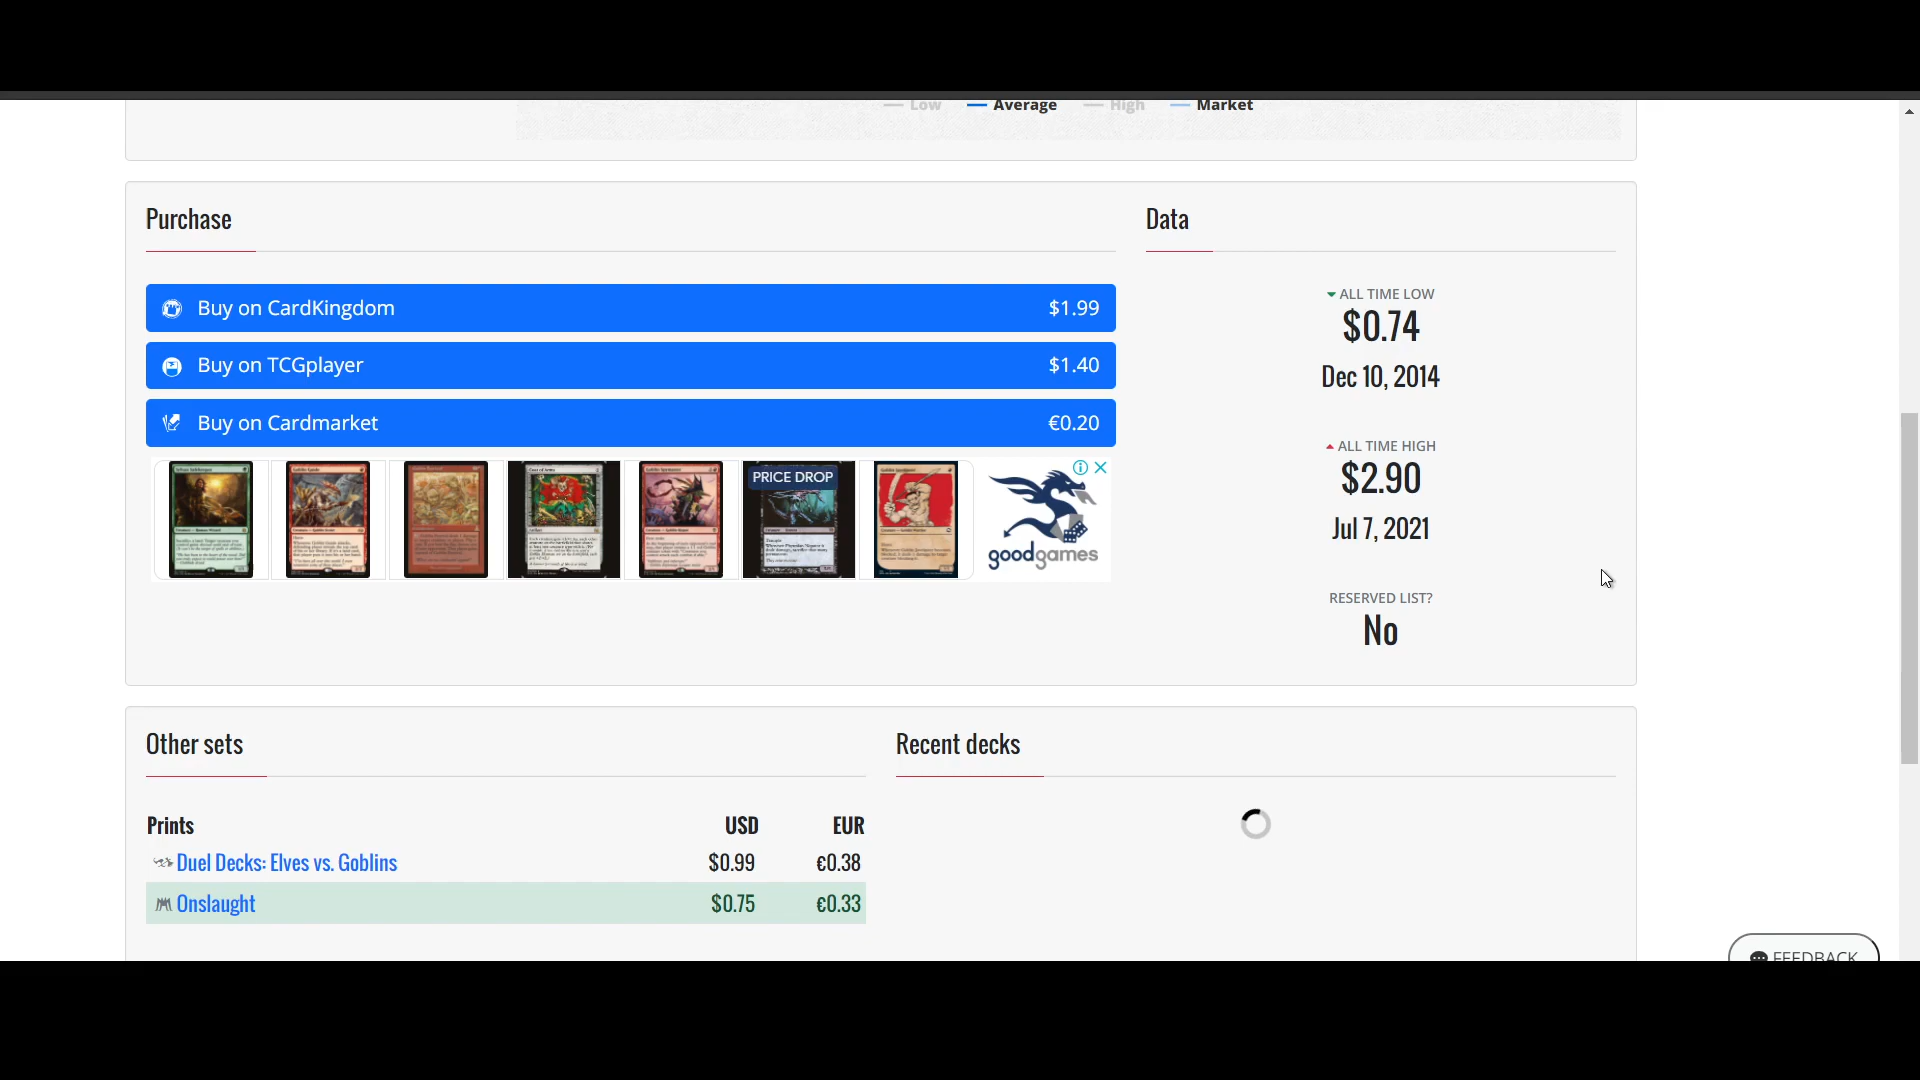 Low Average High Market
Purchase
Data
Buy on CardKingdom $1.99
Buy on TCGplayer $1.40
Buy on Cardmarket €0.20
PRICE DROP
goodgames
ALL TIME LOW
$0.74
Dec 10, 2014
ALL TIME HIGH
$2.90
Jul 7, 2021
RESERVED LIST?
No
Other sets
Recent decks
Prints USD EUR
Duel Decks: Elves vs. Goblins $0.99 €0.38
Onslaught $0.75 €0.33
FEEDBACK